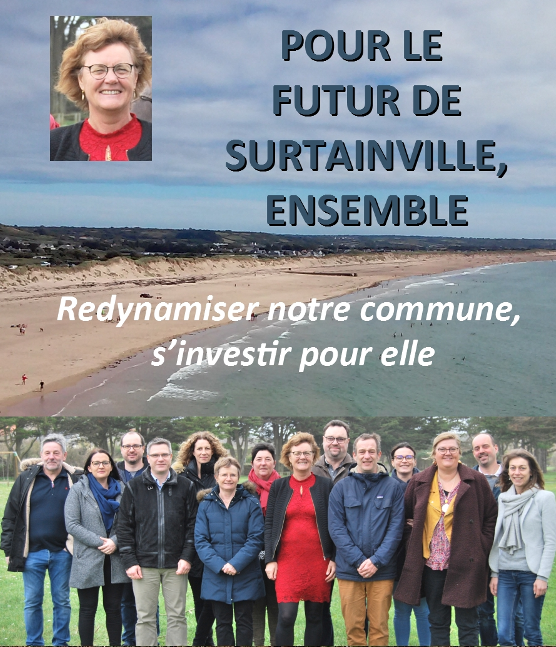 POUR LE
FUTUR DE
SURTAINVILLE,
ENSEMBLE
Redynamiser notre commune,
s'investir pour elle